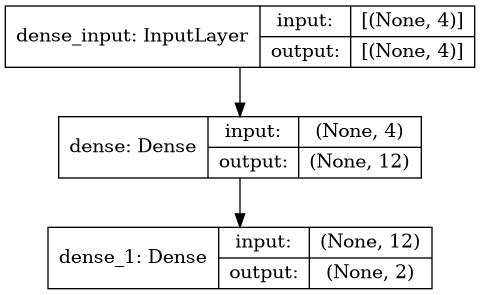 dense_input: InputLayer
input: [(None, 4)]
output: [(None, 4)]
dense: Dense
input: (None, 4)
output: (None, 12)
dense_1: Dense
input: (None, 12)
output: (None, 2)